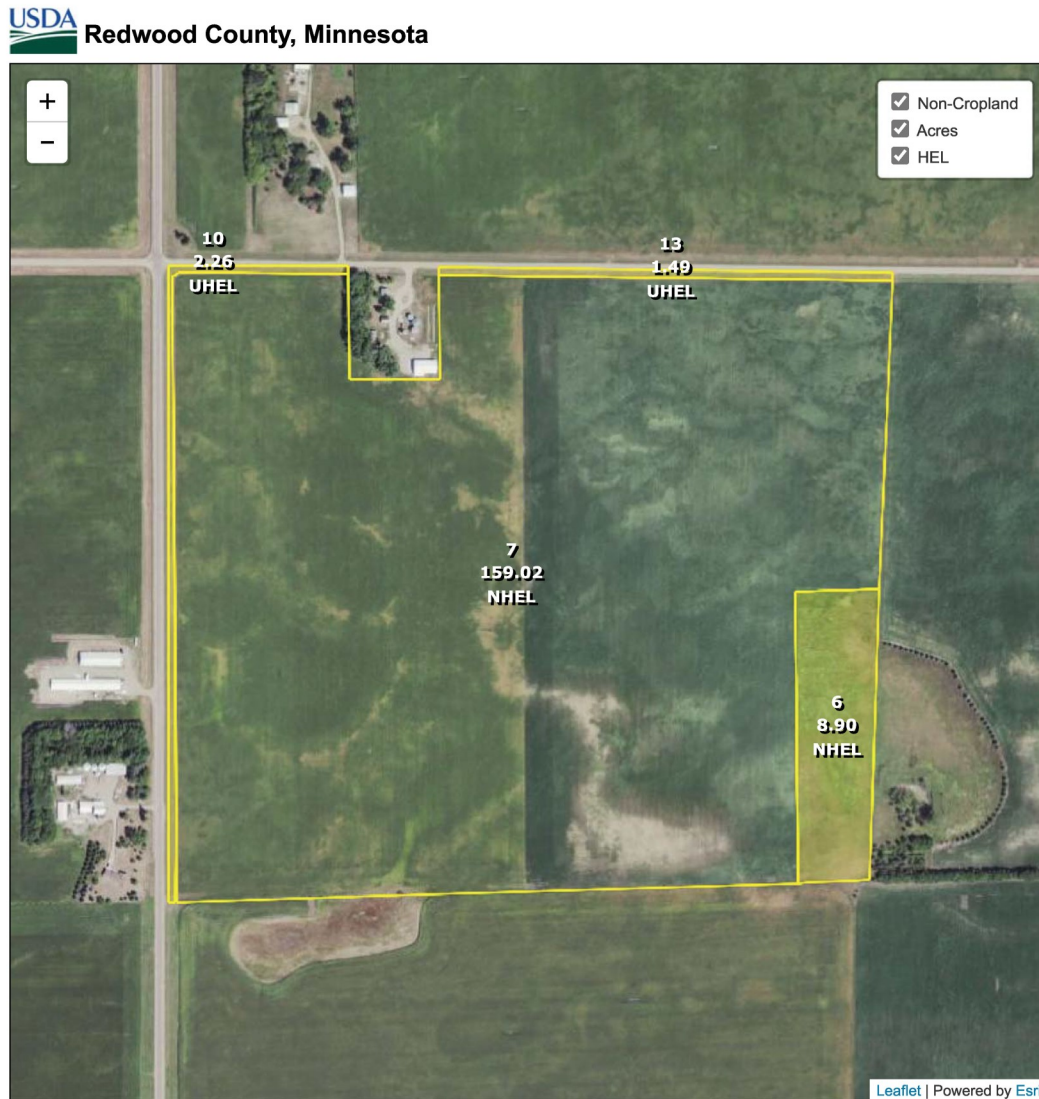 USDA
Redwood County, Minnesota
+
−
Non-Cropland
Acres
HEL
10
2.26
UHEL
13
1.49
UHEL
7
159.02
NHEL
6
8.90
NHEL
Leaflet | Powered by Esri